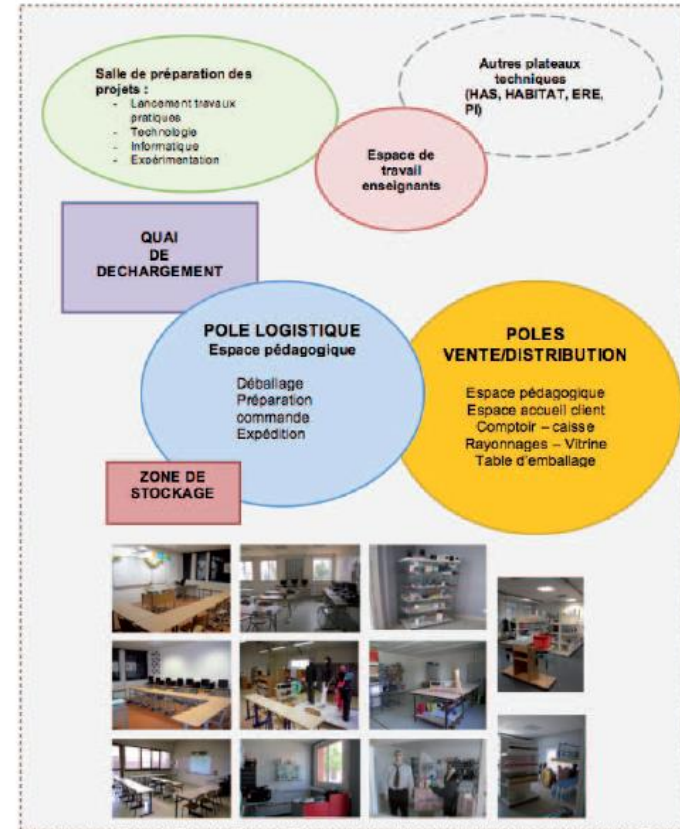 Salle de préparation des
projets :
- Lancement travaux
pratiques
- Technologie
- Informatique
- Expérimentation
Autres plateaux
techniques
(HAS, HABITAT, ERE,
PI)
Espace de
travail
enseignants
QUAI
DE
DECHARGEMENT
POLE LOGISTIQUE
Espace pédagogique
Déballage
Préparation
commande
Expédition
POLES
VENTE/DISTRIBUTION
Espace pédagogique
Espace accueil client
Comptoir – caisse
Rayonnages – Vitrine
Table d'emballage
ZONE DE
STOCKAGE